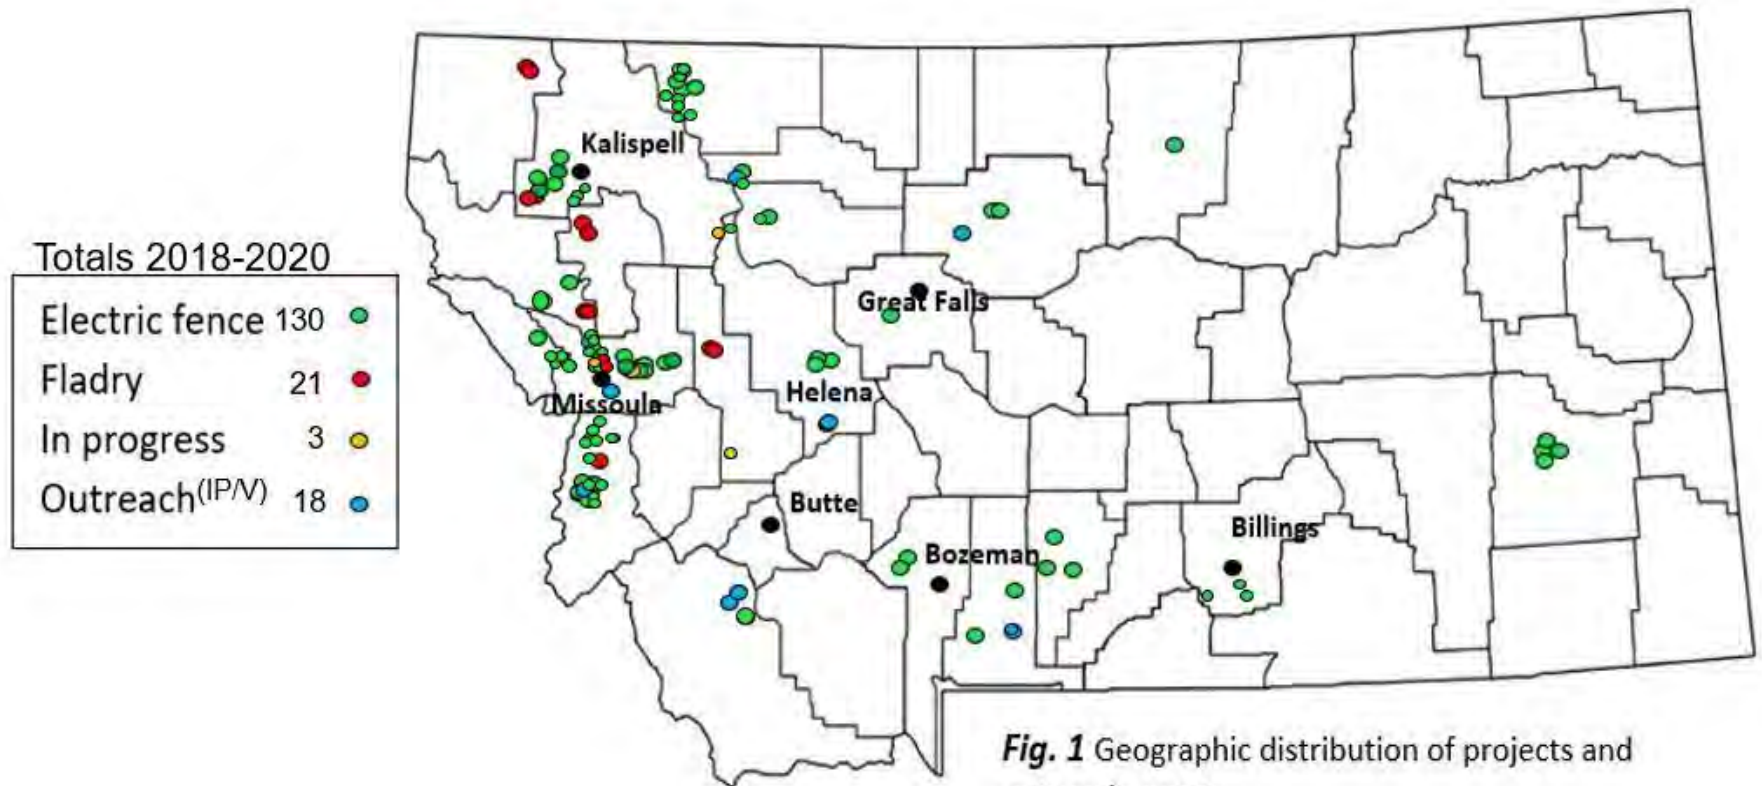 Totals 2018-2020
Electric fence 130
Fladry 21
In progress 3
Outreach(IP/V) 18
Kalispell
Great Falls
Helena
Missoula
Butte
Bozeman
Billings
Fig. 1 Geographic distribution of projects and